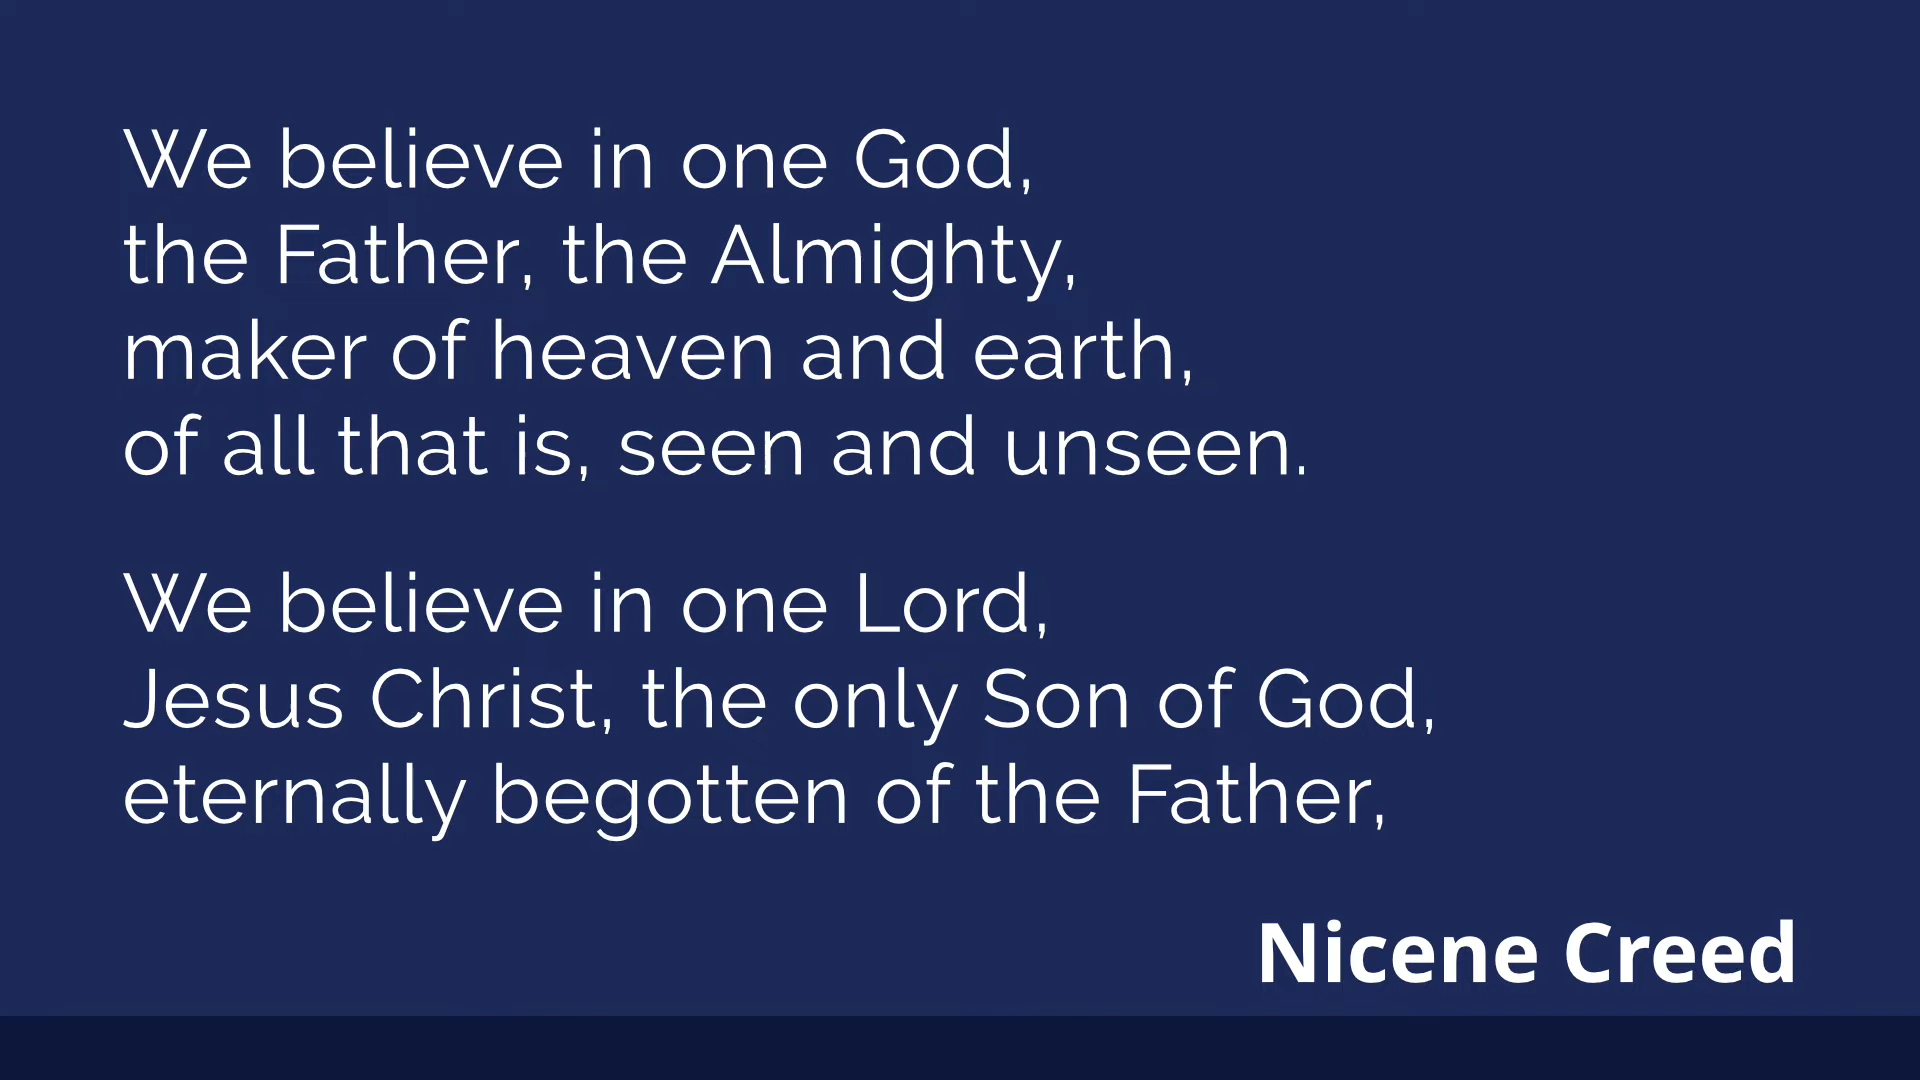 We believe in one God,
the Father, the Almighty,
maker of heaven and earth,
of all that is, seen and unseen.
We believe in one Lord,
Jesus Christ, the only Son of God,
eternally begotten of the Father,
Nicene Creed